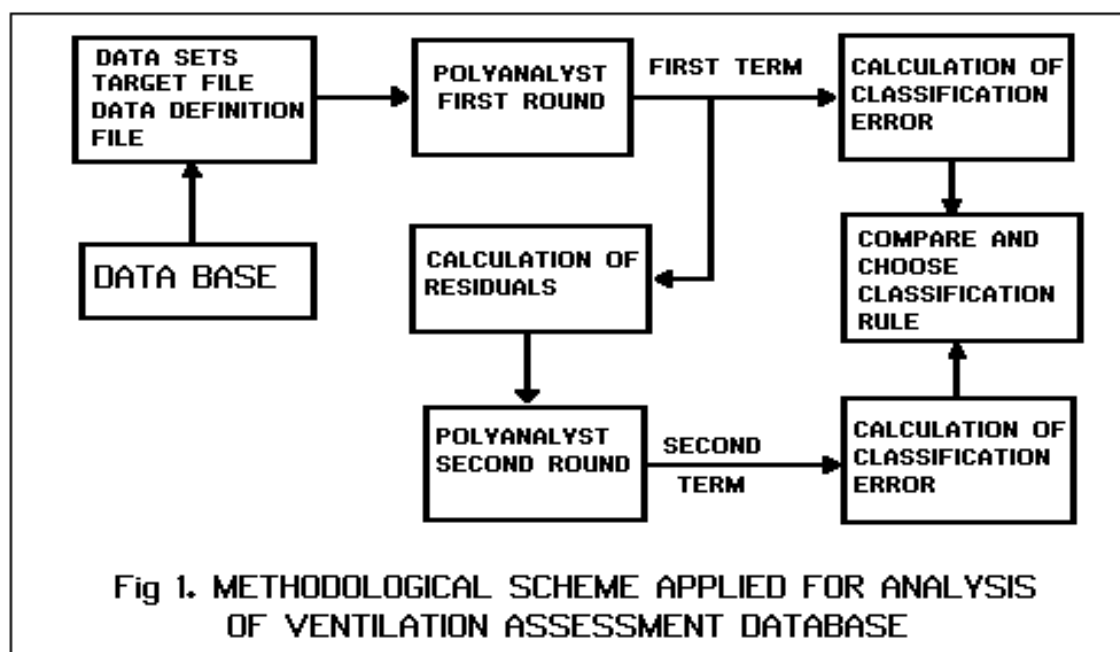 DATA SETS
TARGET FILE
DATA DEFINITION
FILE
POLYANALYST
FIRST ROUND
FIRST TERM
CALCULATION OF
CLASSIFICATION
ERROR
DATA BASE
CALCULATION OF
RESIDUALS
COMPARE AND
CHOOSE
CLASSIFICATION
RULE
POLYANALYST
SECOND ROUND
SECOND
TERM
CALCULATION OF
CLASSIFICATION
ERROR
Fig 1. METHODOLOGICAL SCHEME APPLIED FOR ANALYSIS
OF VENTILATION ASSESSMENT DATABASE